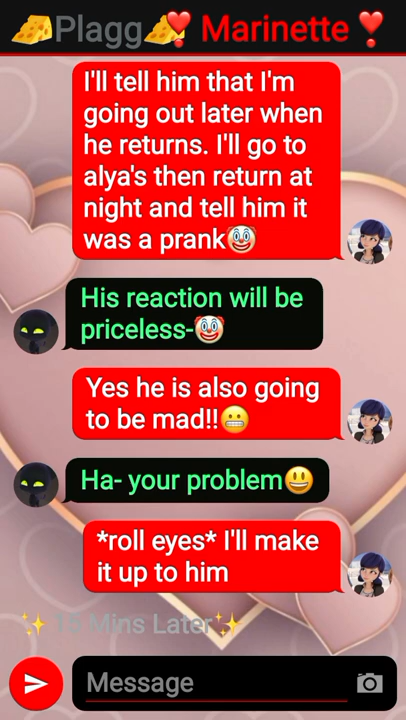 🧀Plagg🧀❣️ Marinette ❣️
I'll tell him that I'm
going out later when
he returns. I'll go to
alya's then return at
night and tell him it
was a prank🤡
His reaction will be
priceless-🤡
Yes he is also going
to be mad!!😬
Ha- your problem😃
*roll eyes* I'll make
it up to him
✨15 Mins Later✨
Message